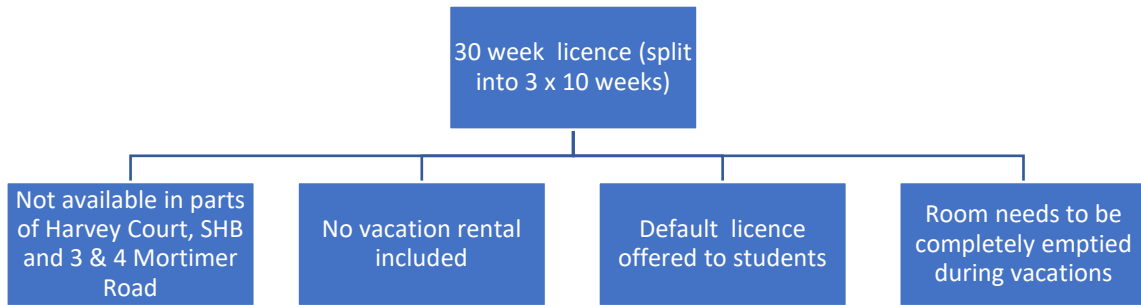 30 week  licence (split
into 3 x 10 weeks)
Not available in parts
of Harvey Court, SHB
and 3 & 4 Mortimer
Road
No vacation rental
included
Default  licence
offered to students
Room needs to be
completely emptied
during vacations